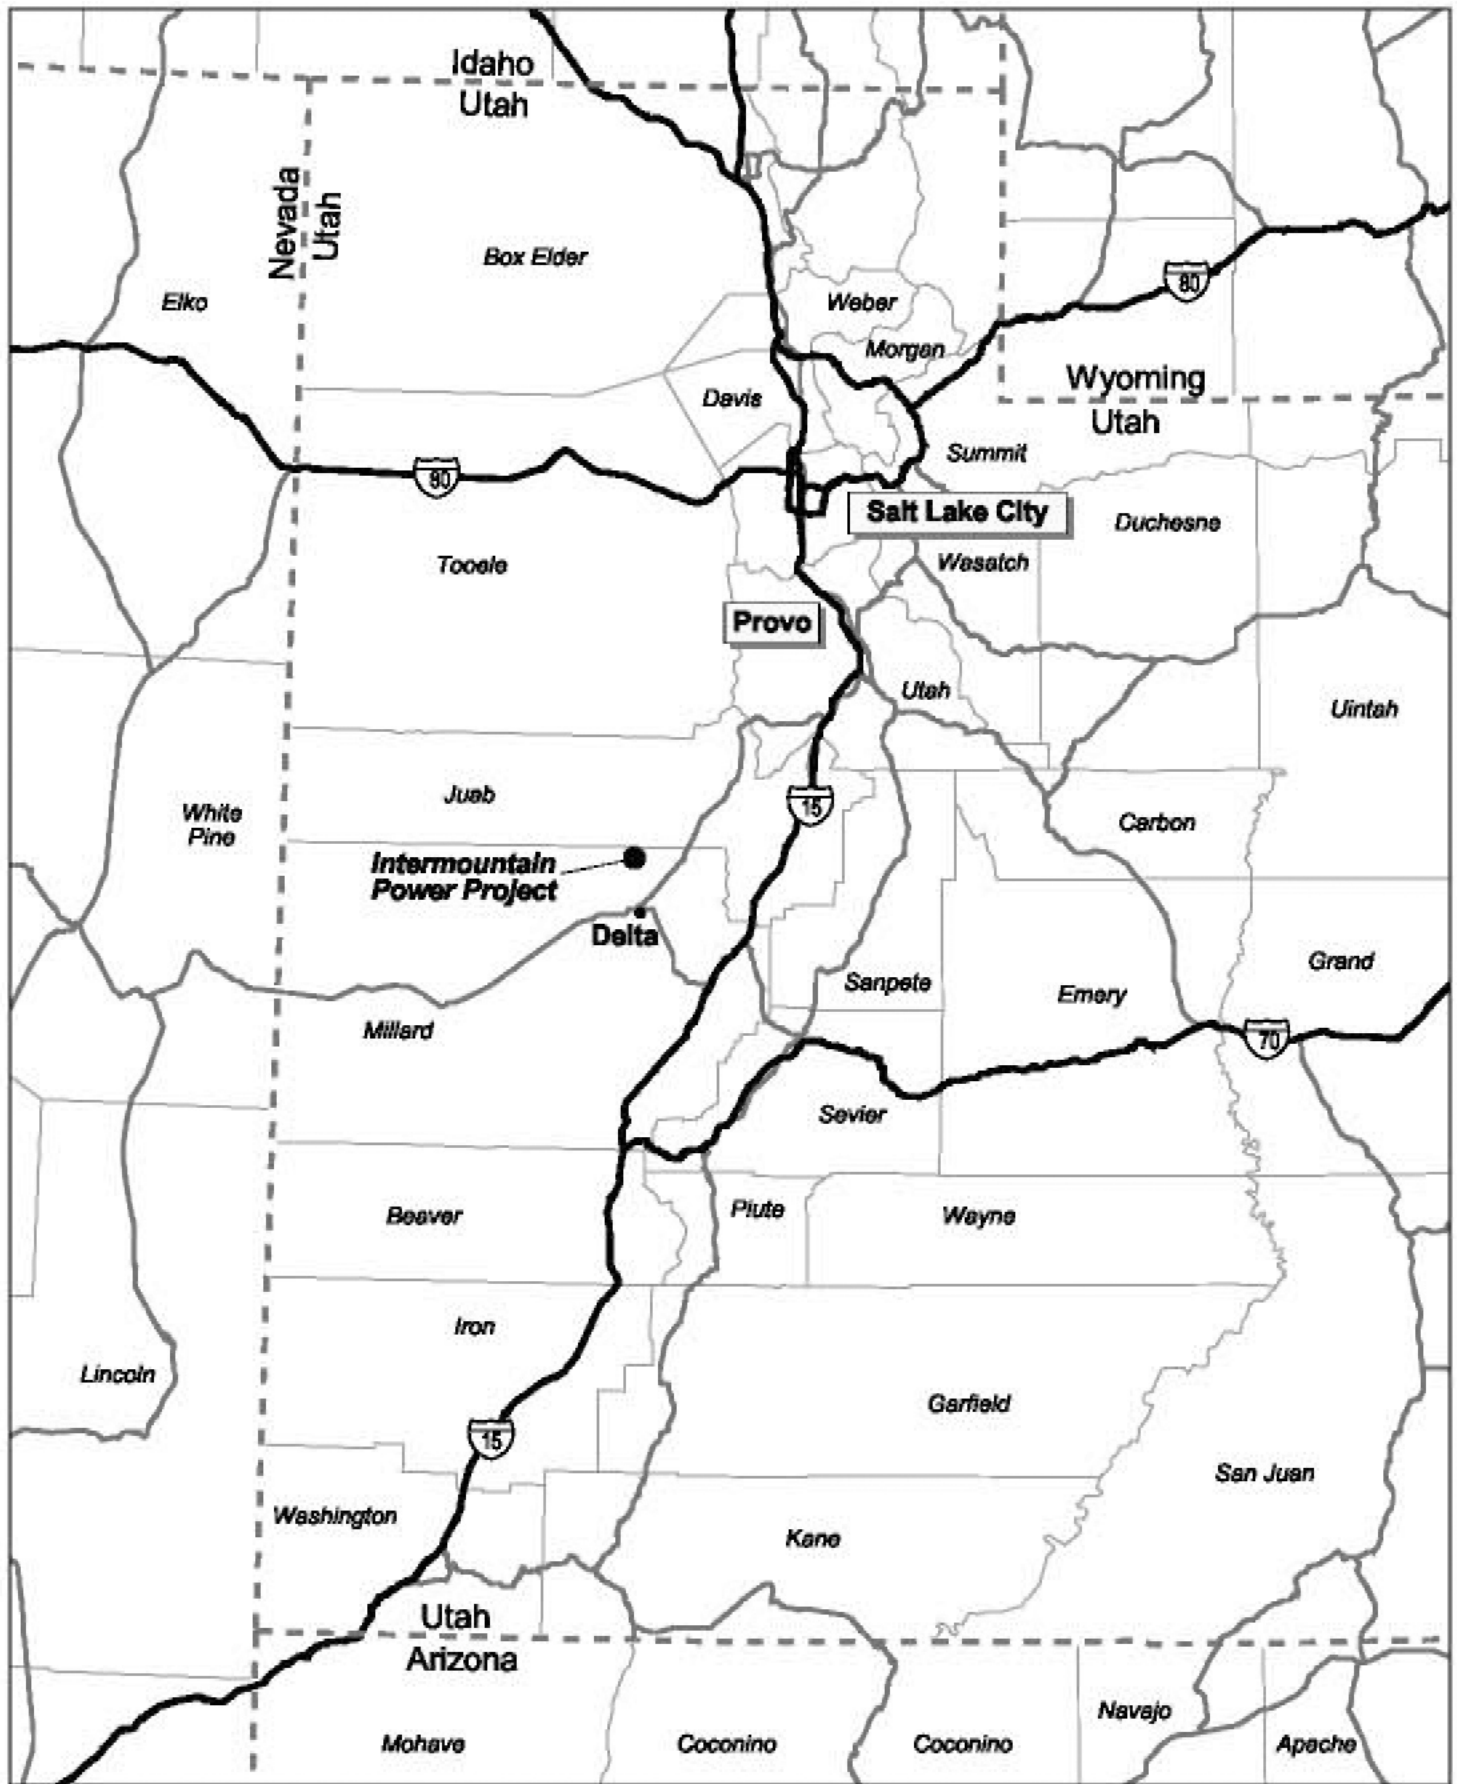 Idaho
Utah
Nevada
Utah
Box Elder
Elko
80
Weber
Morgan
Wyoming
Utah
Davis
Summit
80
Salt Lake City
Duchesne
Tooele
Wasatch
Provo
Utah
Uintah
Juab
15
White
Pine
Carbon
Intermountain
Power Project
Delta
Grand
Sanpete
Emery
Millard
70
Sevier
Beaver
Piute
Wayne
Iron
Lincoln
Garfield
15
San Juan
Washington
Kane
Utah
Arizona
Navajo
Mohave
Coconino
Coconino
Apache